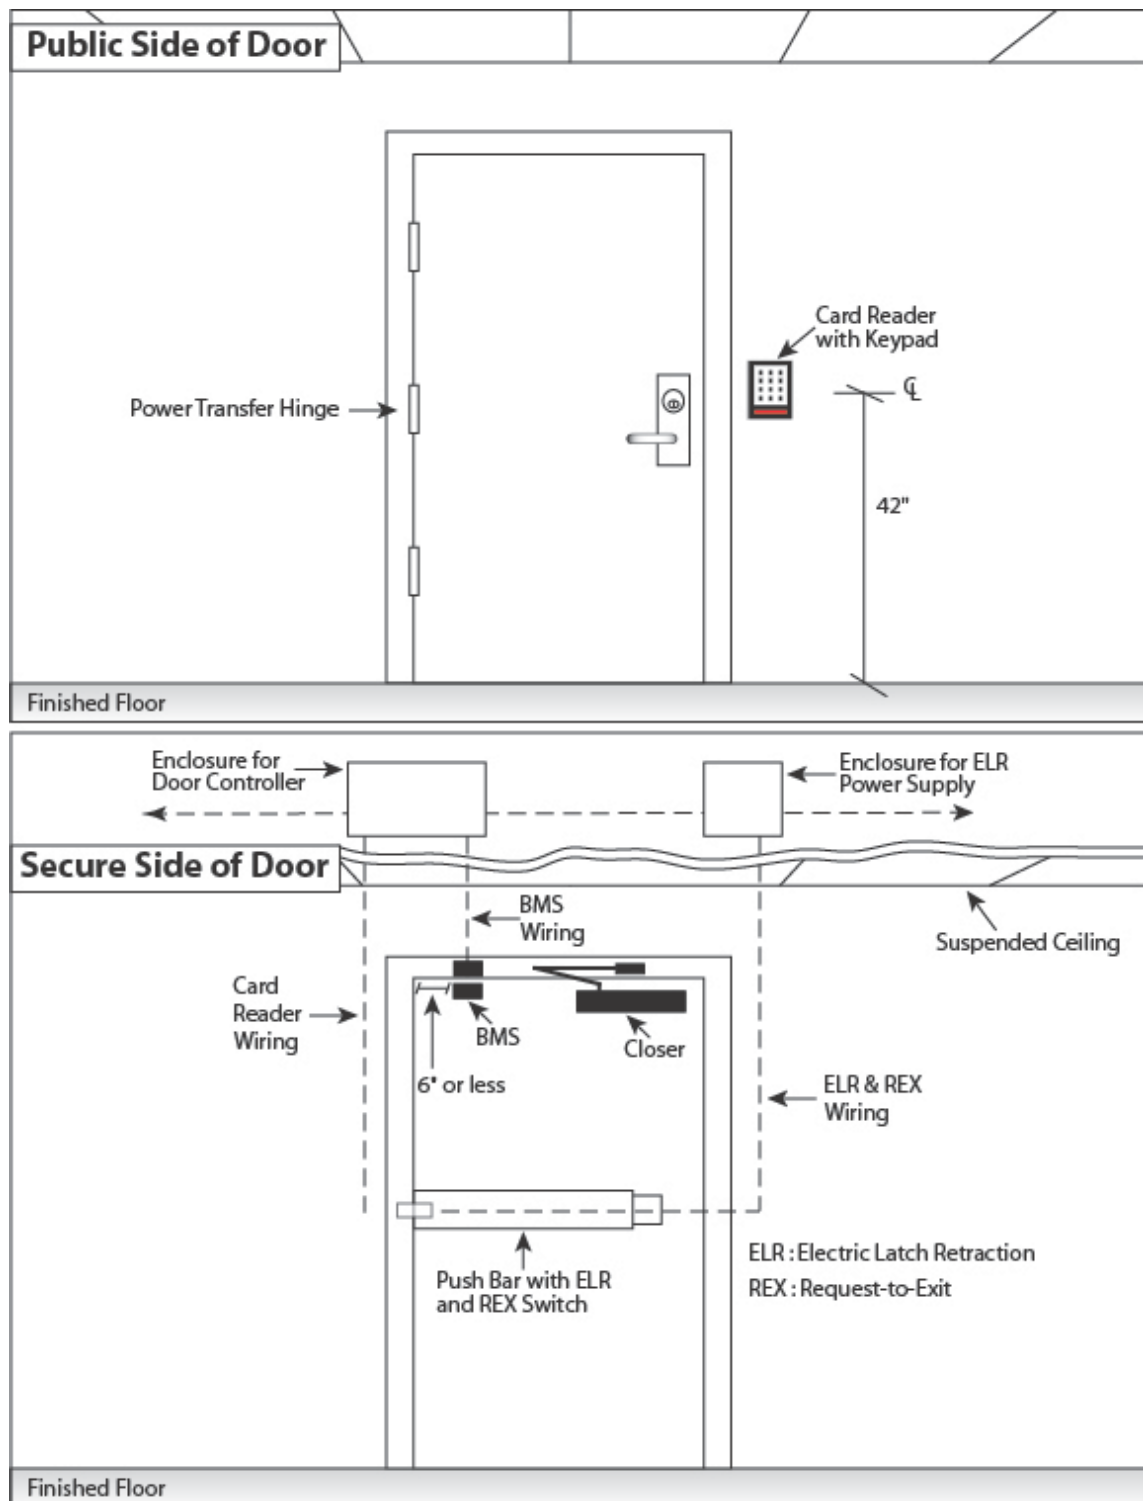 Public Side of Door
Card Reader
with Keypad
Power Transfer Hinge
℄
42"
Finished Floor
Enclosure for
Door Controller
Enclosure for ELR
Power Supply
Secure Side of Door
BMS
Wiring
Suspended Ceiling
Card
Reader
Wiring
BMS
Closer
6" or less
ELR & REX
Wiring
Push Bar with ELR
and REX Switch
ELR : Electric Latch Retraction
REX : Request-to-Exit
Finished Floor